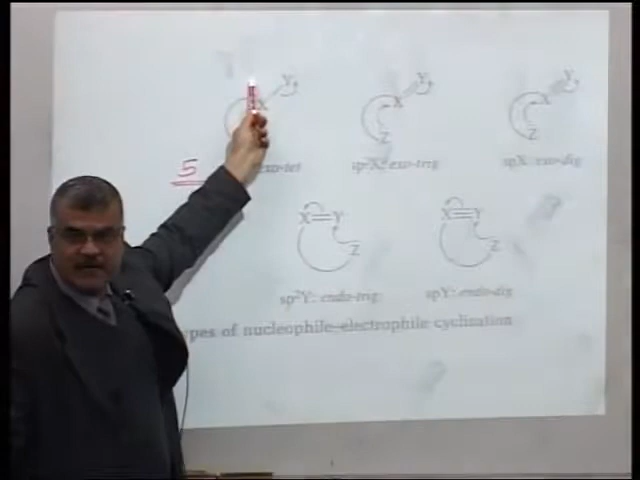 Y
Y
Y
X
X
Z
Z
5 exo-tet
sp²X: exo-trig
spX: exo-dig
X=Y
X≡Y
Z
Z
sp²Y: endo-trig
spY: endo-dig
ypes of nucleophile–electrophile cyclisation